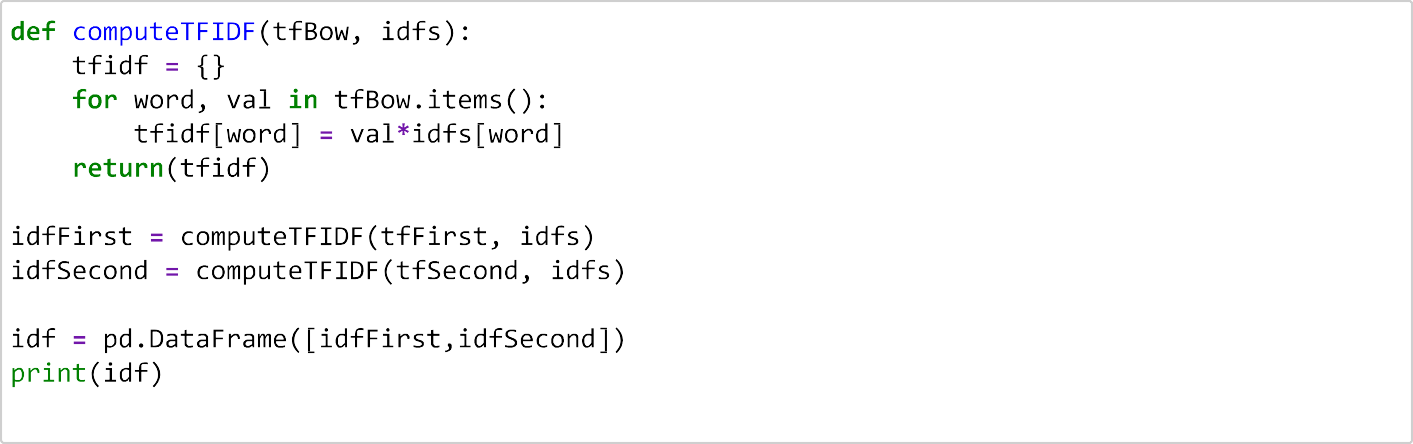 def computeTFIDF(tfBow, idfs):
    tfidf = {}
    for word, val in tfBow.items():
        tfidf[word] = val*idfs[word]
    return(tfidf)

idfFirst = computeTFIDF(tfFirst, idfs)
idfSecond = computeTFIDF(tfSecond, idfs)

idf = pd.DataFrame([idfFirst,idfSecond])
print(idf)